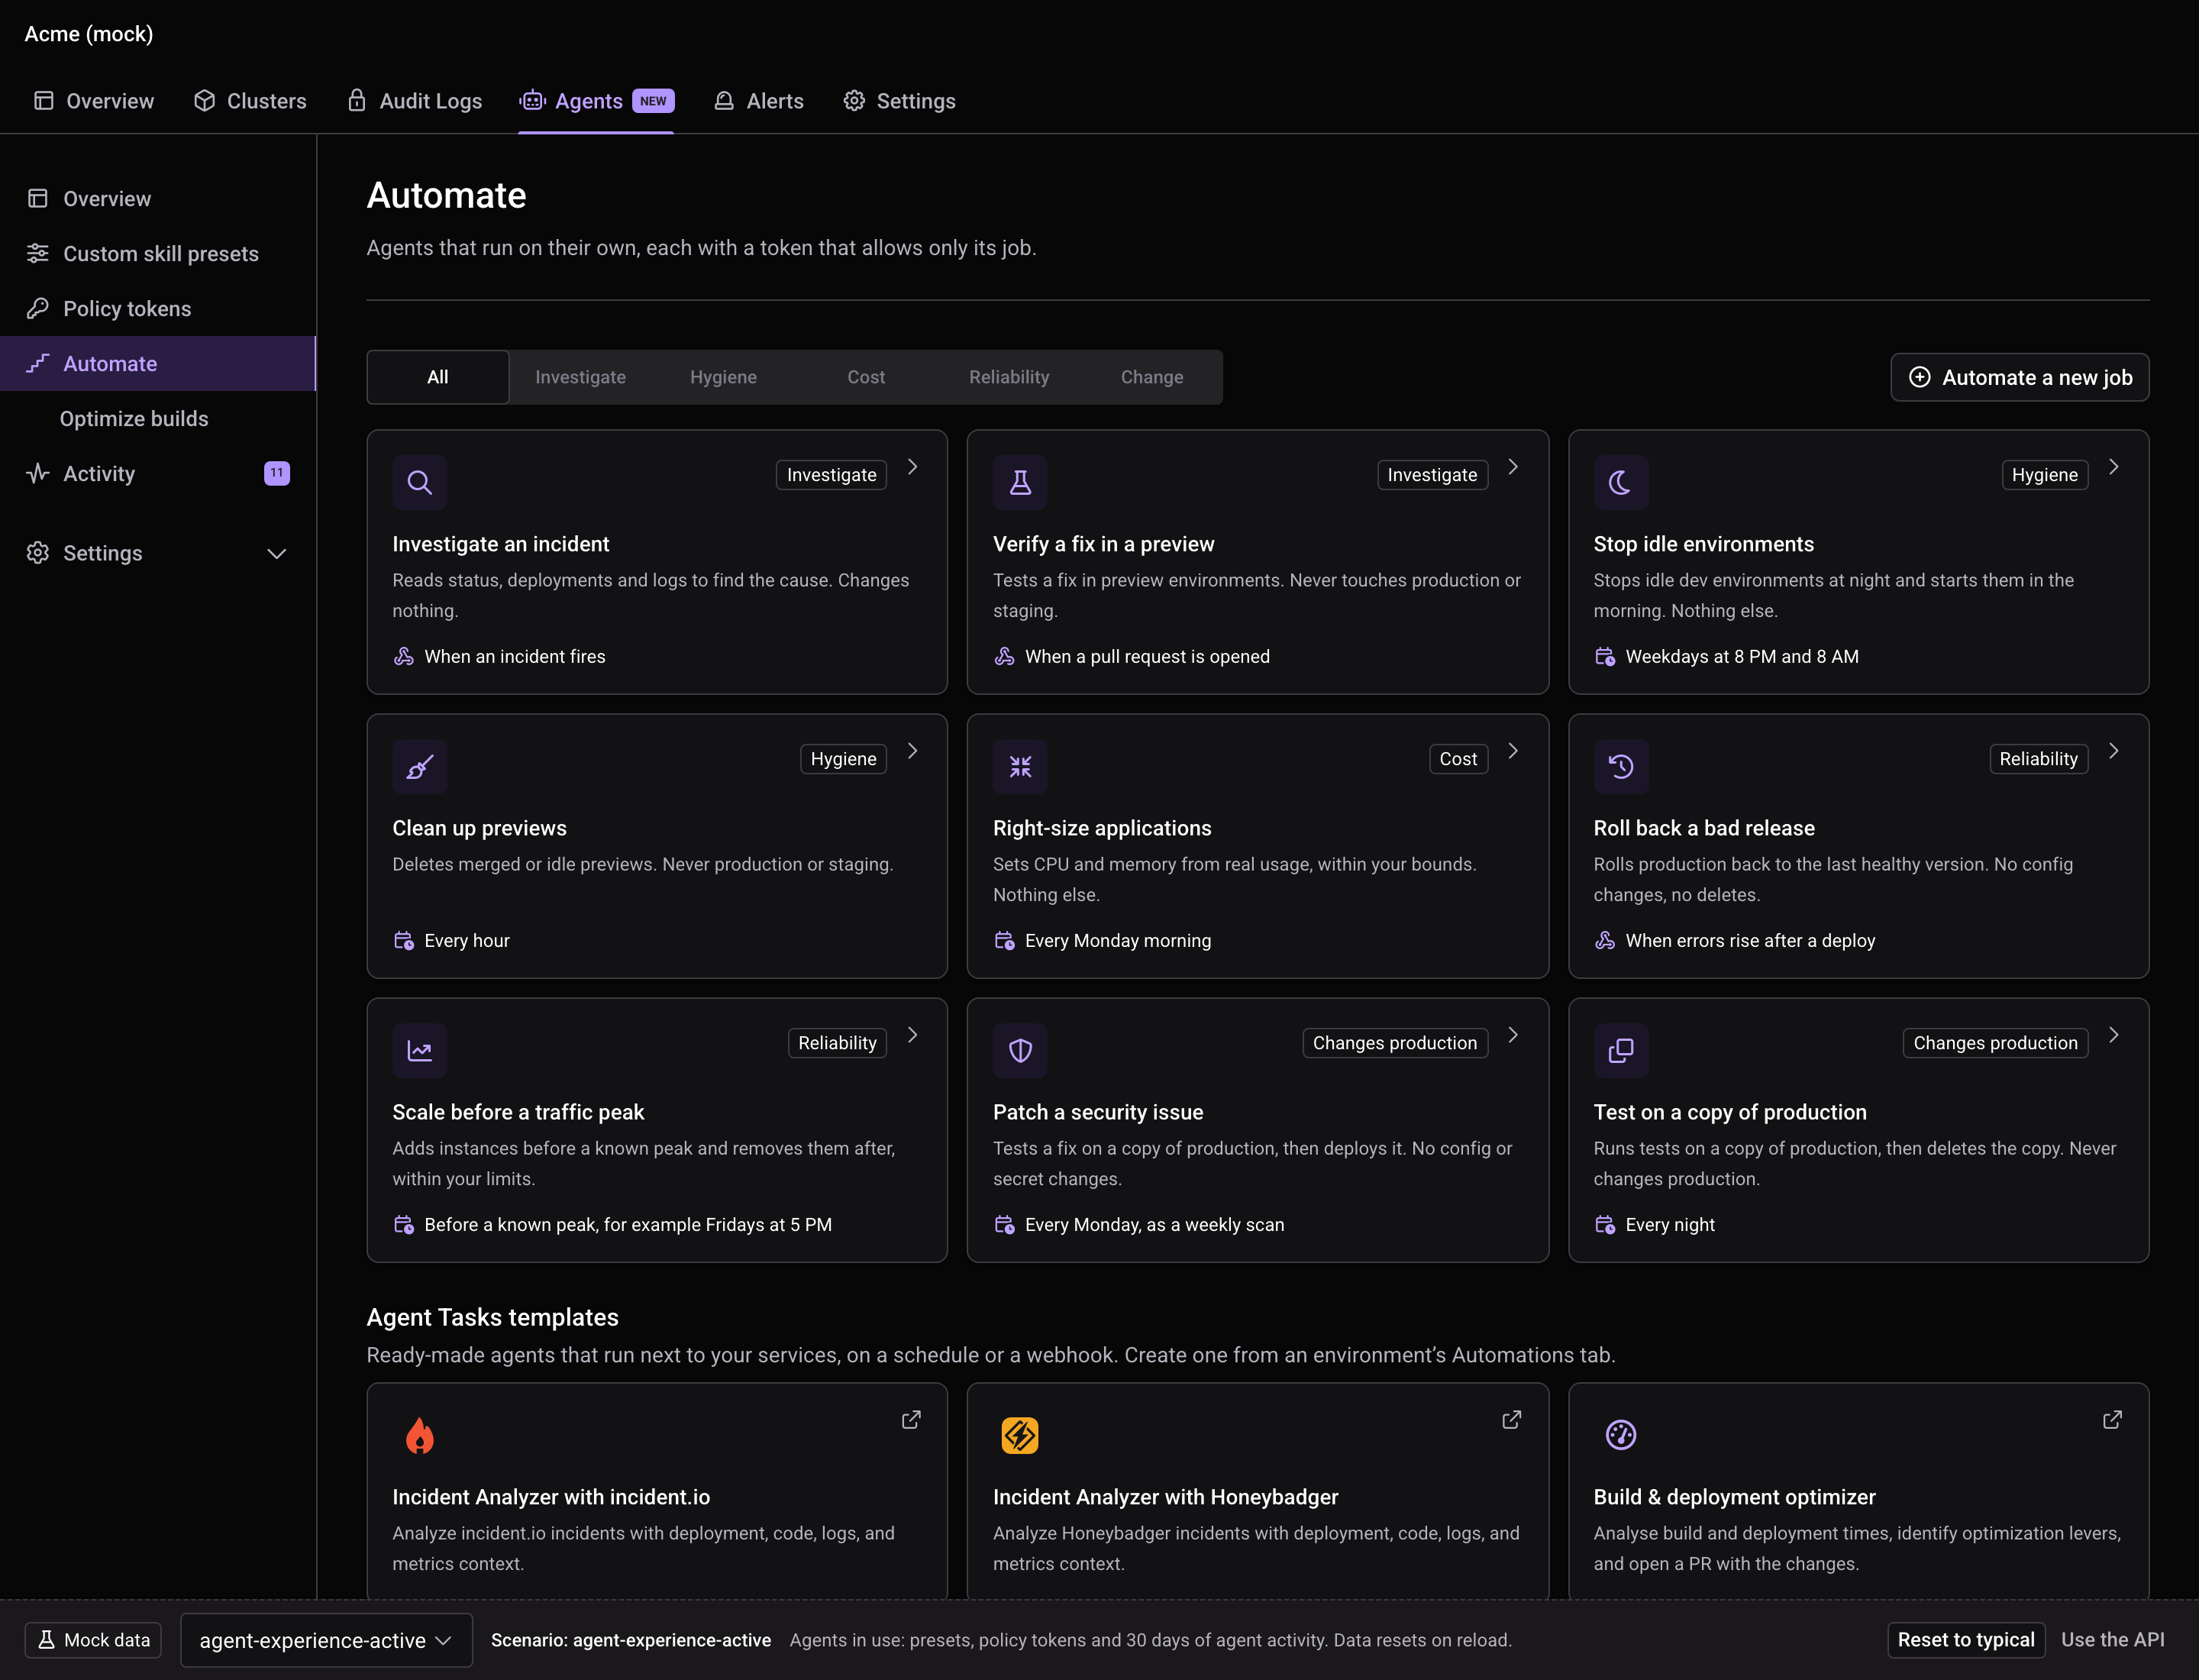 Acme (mock)
Overview
Clusters
Audit Logs
Agents NEW
Alerts
Settings
Overview
Custom skill presets
Policy tokens
Automate
Optimize builds
Activity 11
Settings
Automate
Agents that run on their own, each with a token that allows only its job.
All
Investigate
Hygiene
Cost
Reliability
Change
Automate a new job
Investigate
Investigate an incident
Reads status, deployments and logs to find the cause. Changes
nothing.
When an incident fires
Investigate
Verify a fix in a preview
Tests a fix in preview environments. Never touches production or
staging.
When a pull request is opened
Hygiene
Stop idle environments
Stops idle dev environments at night and starts them in the
morning. Nothing else.
Weekdays at 8 PM and 8 AM
Hygiene
Clean up previews
Deletes merged or idle previews. Never production or staging.
Every hour
Cost
Right-size applications
Sets CPU and memory from real usage, within your bounds.
Nothing else.
Every Monday morning
Reliability
Roll back a bad release
Rolls production back to the last healthy version. No config
changes, no deletes.
When errors rise after a deploy
Reliability
Scale before a traffic peak
Adds instances before a known peak and removes them after,
within your limits.
Before a known peak, for example Fridays at 5 PM
Changes production
Patch a security issue
Tests a fix on a copy of production, then deploys it. No config or
secret changes.
Every Monday, as a weekly scan
Changes production
Test on a copy of production
Runs tests on a copy of production, then deletes the copy. Never
changes production.
Every night
Agent Tasks templates
Ready-made agents that run next to your services, on a schedule or a webhook. Create one from an environment’s Automations tab.
Incident Analyzer with incident.io
Analyze incident.io incidents with deployment, code, logs, and
metrics context.
Incident Analyzer with Honeybadger
Analyze Honeybadger incidents with deployment, code, logs, and
metrics context.
Build & deployment optimizer
Analyse build and deployment times, identify optimization levers,
and open a PR with the changes.
Mock data
agent-experience-active
Scenario: agent-experience-active
Agents in use: presets, policy tokens and 30 days of agent activity. Data resets on reload.
Reset to typical
Use the API